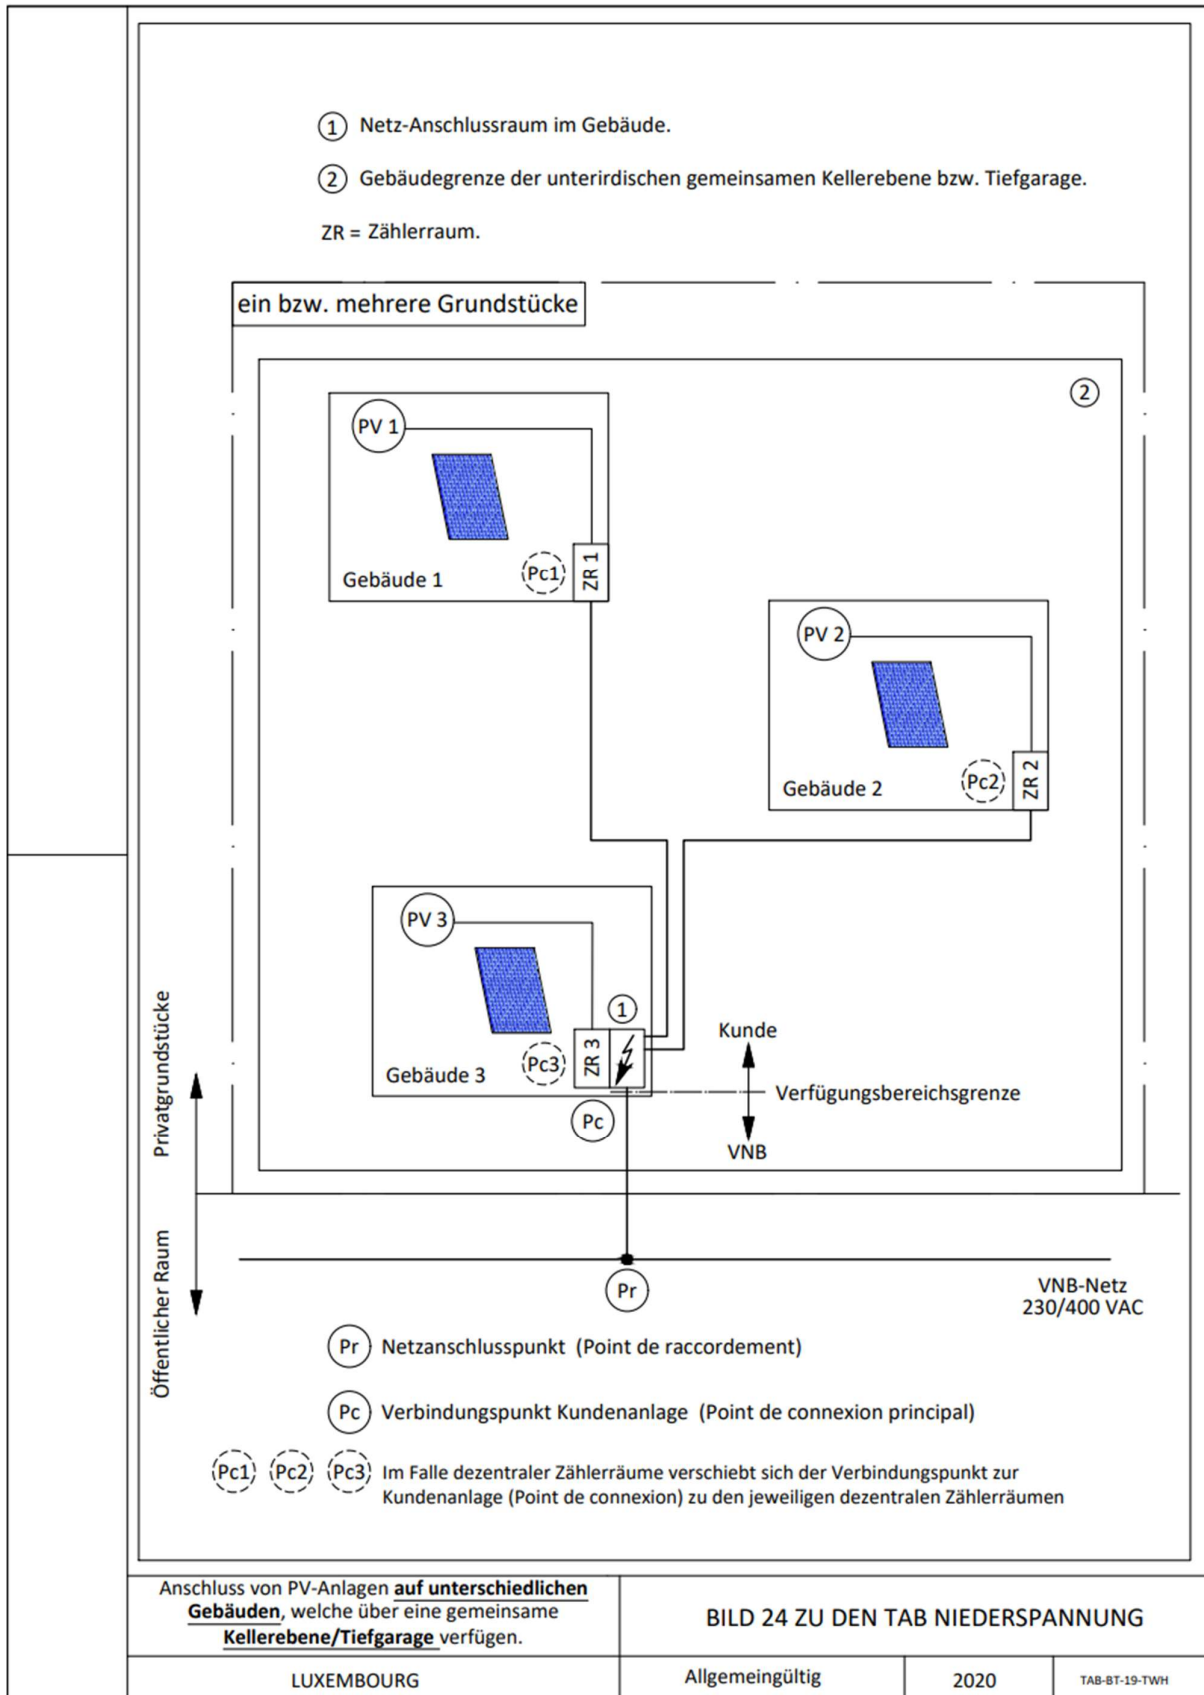 1 Netz-Anschlussraum im Gebäude.
2 Gebäudegrenze der unterirdischen gemeinsamen Kellerebene bzw. Tiefgarage.
ZR = Zählerraum.
ein bzw. mehrere Grundstücke
2
PV 1
Gebäude 1
Pc1
ZR 1
PV 2
Gebäude 2
Pc2
ZR 2
PV 3
1
Gebäude 3
Pc3
ZR 3
Pc
Kunde
Verfügungsbereichsgrenze
VNB
Privatgrundstücke
Öffentlicher Raum
Pr
VNB-Netz
230/400 VAC
Pr Netzanschlusspunkt (Point de raccordement)
Pc Verbindungspunkt Kundenanlage (Point de connexion principal)
Pc1 Pc2 Pc3 Im Falle dezentraler Zählerräume verschiebt sich der Verbindungspunkt zur
Kundenanlage (Point de connexion) zu den jeweiligen dezentralen Zählerräumen
Anschluss von PV-Anlagen auf unterschiedlichen
Gebäuden, welche über eine gemeinsame
Kellerebene/Tiefgarage verfügen.
BILD 24 ZU DEN TAB NIEDERSPANNUNG
LUXEMBOURG
Allgemeingültig
2020
TAB-BT-19-TWH